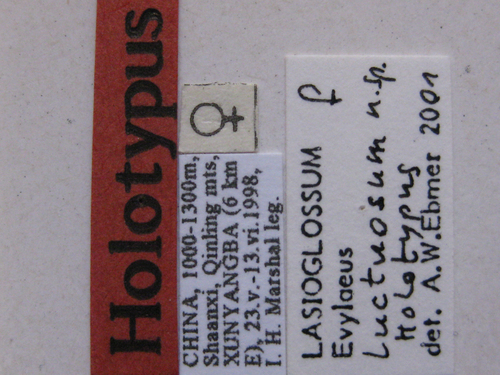 Holotypus
♀
CHINA, 1000-1300m,
Shaanxi, Qinling mts,
XUNYANGBA (6 km
E), 23.v.-13.vi.1998,
I. H. Marshal leg.
LASIOGLOSSUM ♀
Evylaeus
Luctuosum n.sp.
Holotypus
det. A.W.Ebmer 2001